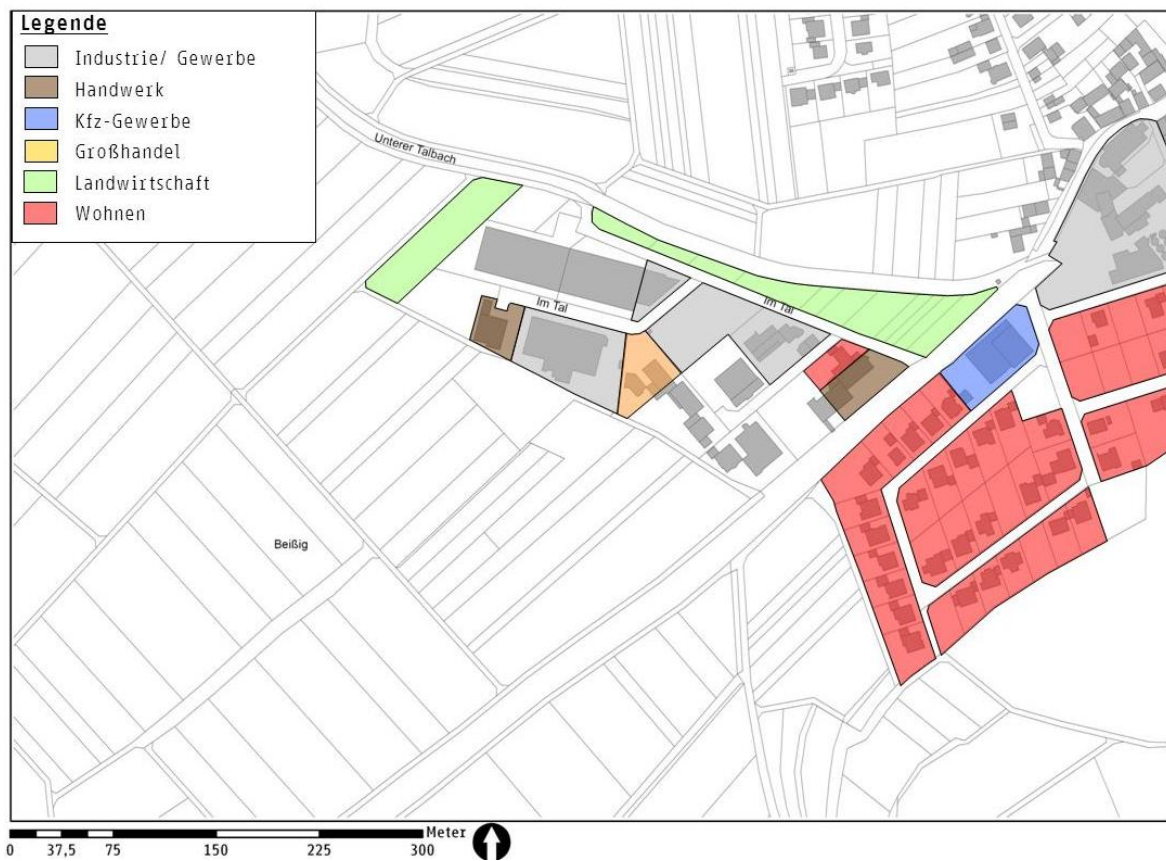 Legende
Industrie/ Gewerbe
Handwerk
Kfz-Gewerbe
Großhandel
Landwirtschaft
Wohnen
Unterer Talbach
Im Tal
Im Tal
Beißig
Meter
0 37,5 75 150 225 300